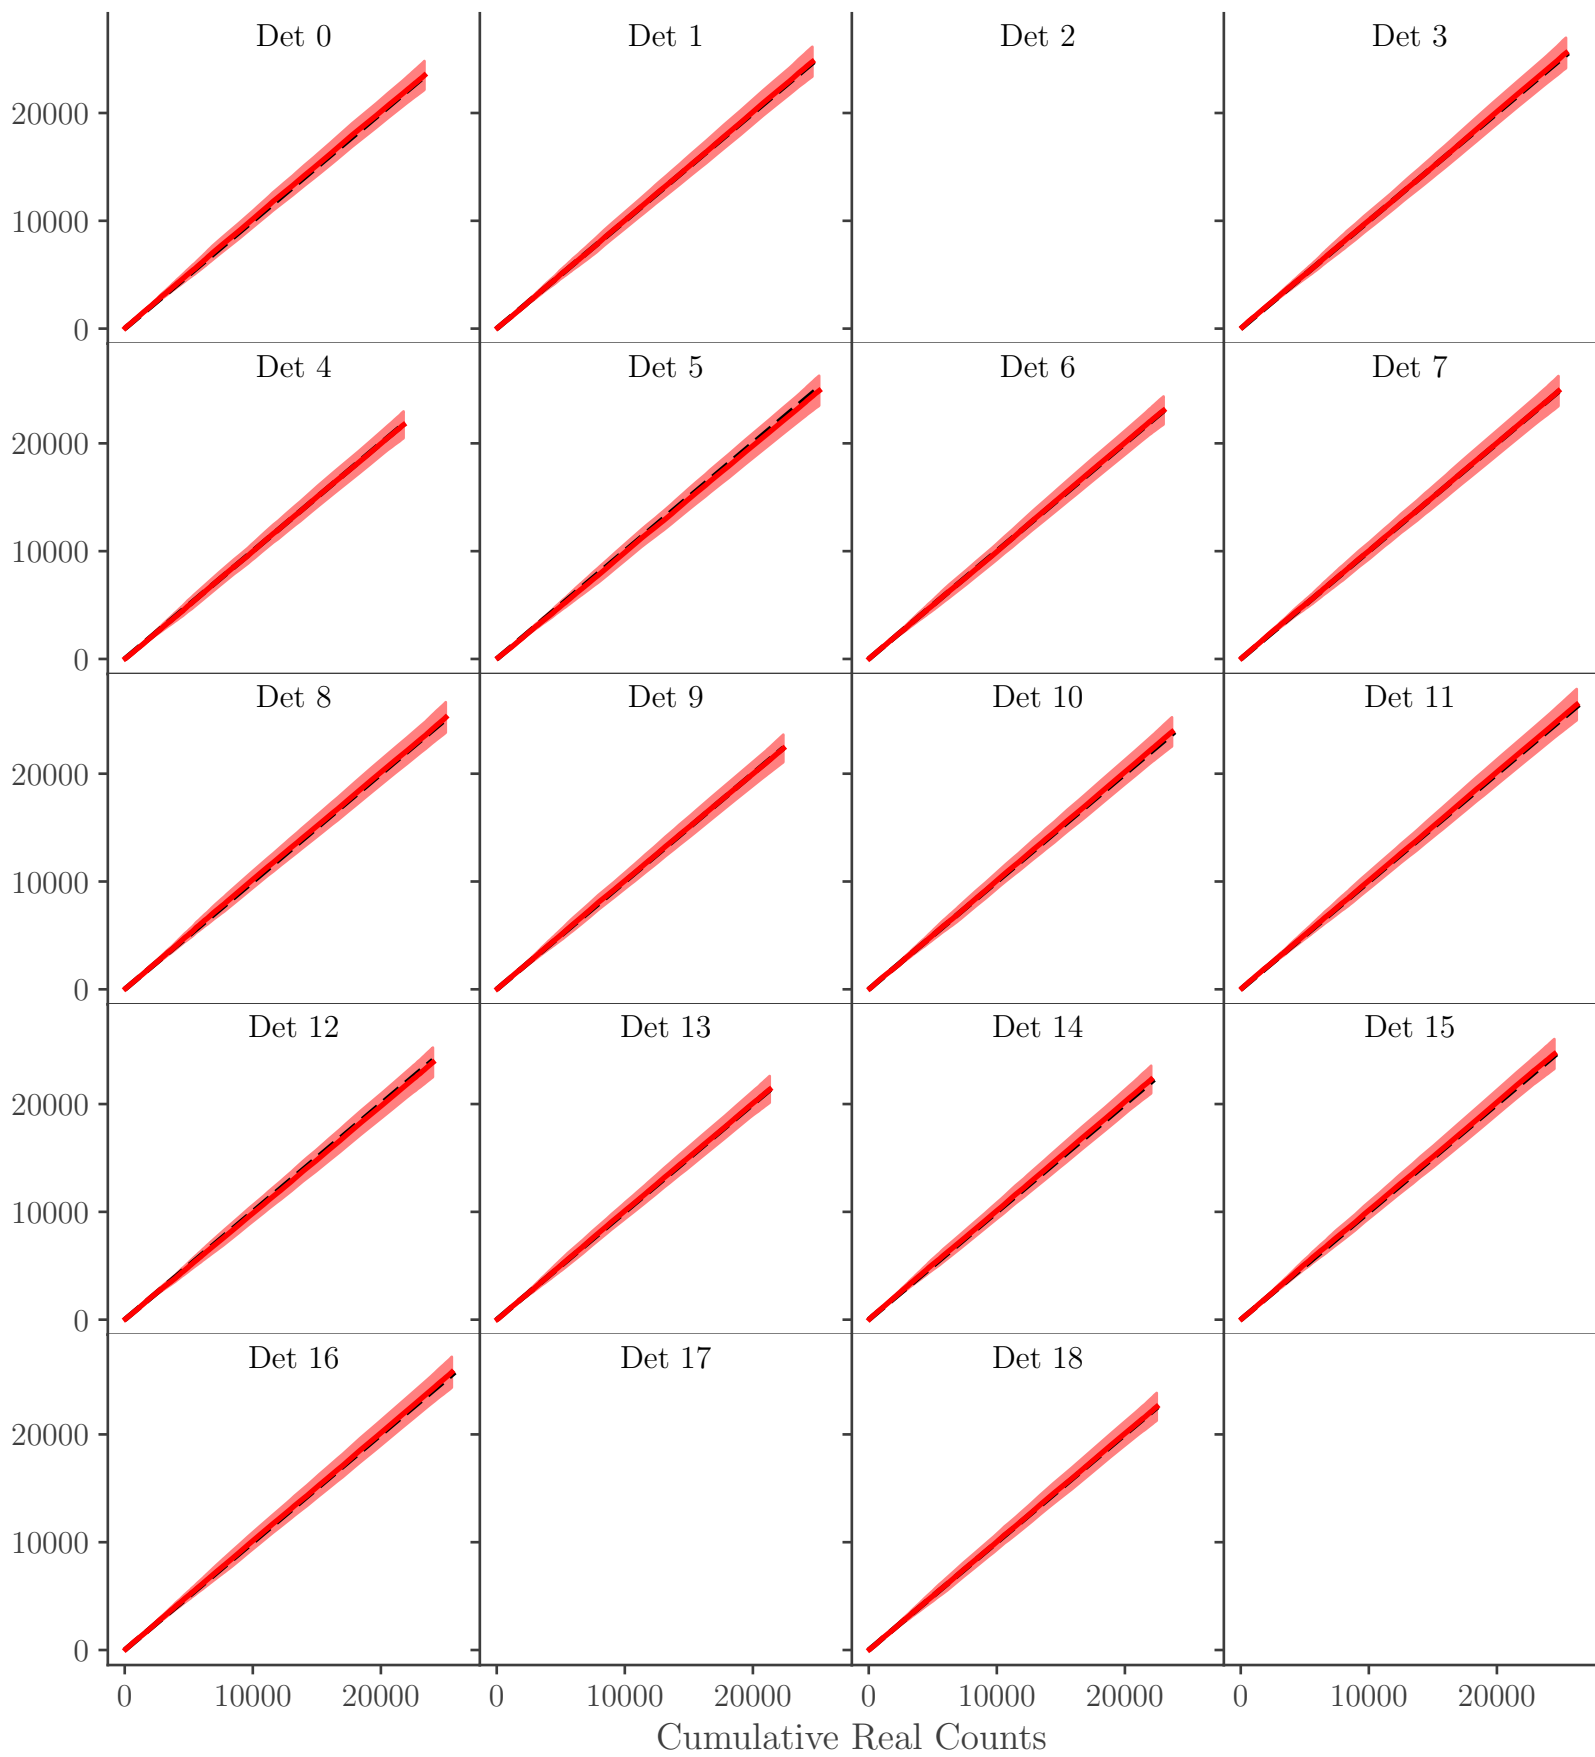 Det 0 Det 1 Det 2 Det 3
20000
10000
0
Det 4 Det 5 Det 6 Det 7
20000
10000
0
Det 8 Det 9 Det 10 Det 11
20000
10000
0
Det 12 Det 13 Det 14 Det 15
20000
10000
0
Det 16 Det 17 Det 18
20000
10000
0
0 10000 20000 0 10000 20000 0 10000 20000 0 10000 20000
Cumulative Real Counts